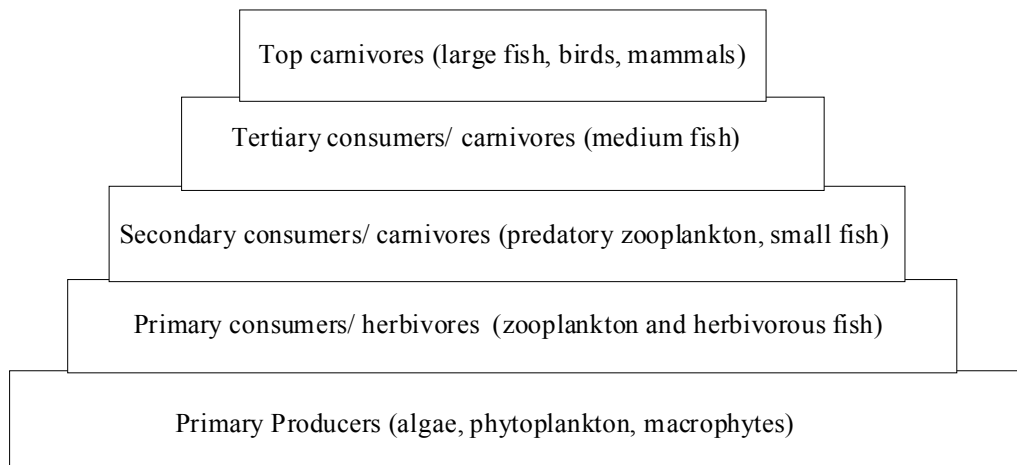 Top carnivores (large fish, birds, mammals)
Tertiary consumers/ carnivores (medium fish)
Secondary consumers/ carnivores (predatory zooplankton, small fish)
Primary consumers/ herbivores (zooplankton and herbivorous fish)
Primary Producers (algae, phytoplankton, macrophytes)